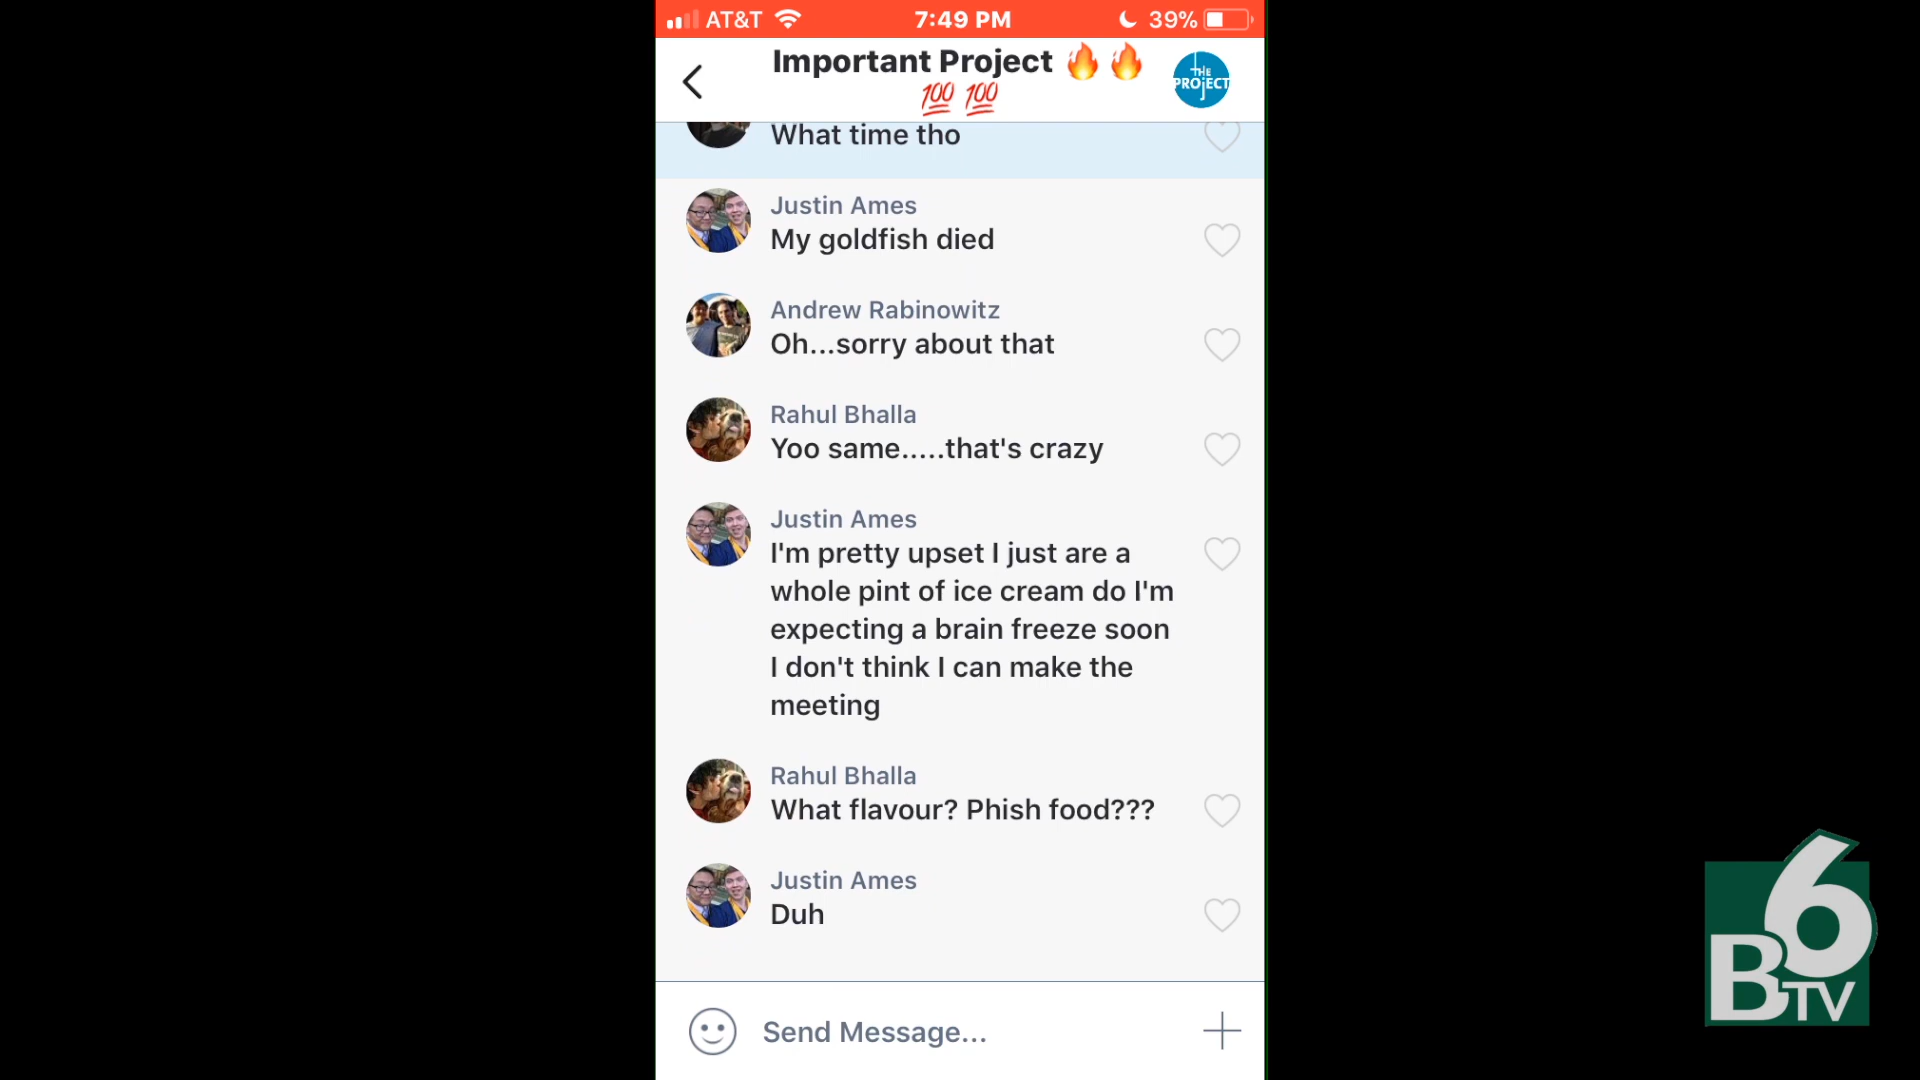 AT&T
7:49 PM
39%
Important Project 🔥🔥
💯💯
THE
PROJECT
What time tho
Justin Ames
My goldfish died
Andrew Rabinowitz
Oh...sorry about that
Rahul Bhalla
Yoo same.....that's crazy
Justin Ames
I'm pretty upset I just are a
whole pint of ice cream do I'm
expecting a brain freeze soon
I don't think I can make the
meeting
Rahul Bhalla
What flavour? Phish food???
Justin Ames
Duh
Send Message...
B6
TV